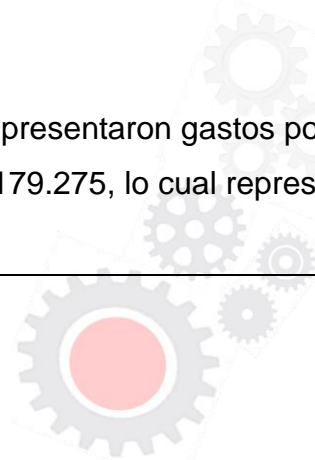 presentaron gastos po
179.275, lo cual repres